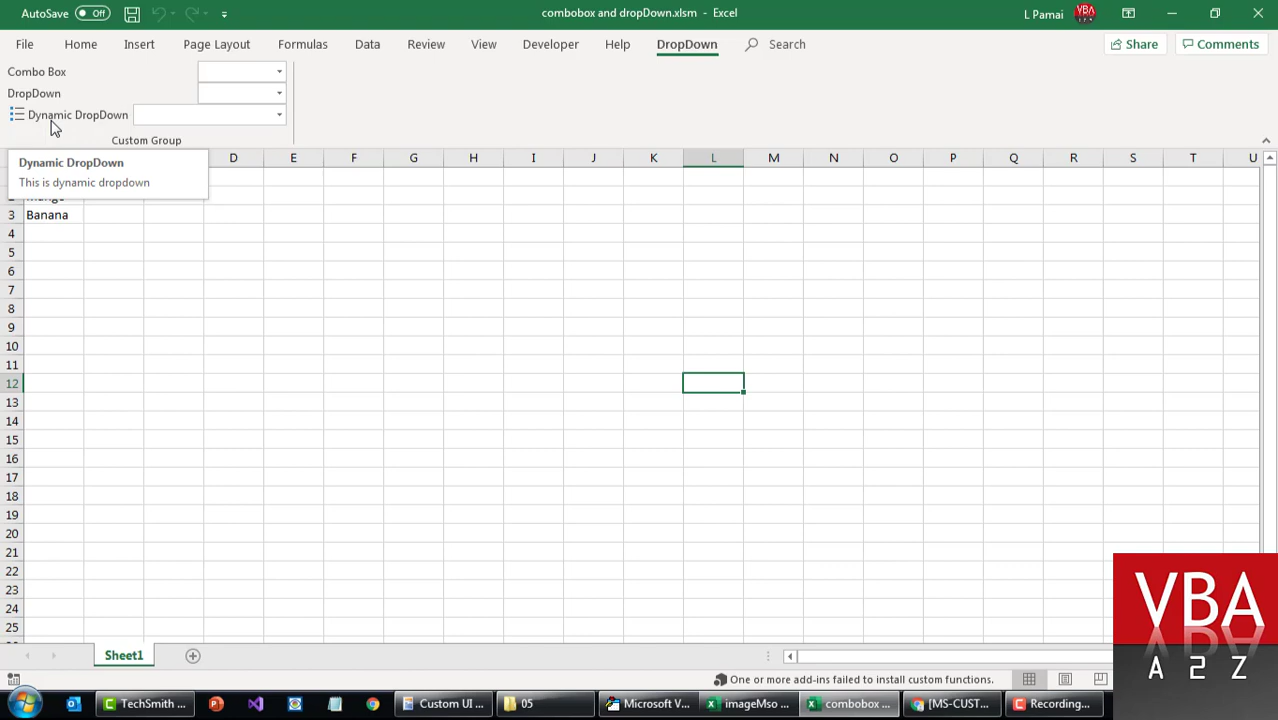 AutoSave Off
combobox and dropDown.xlsm - Excel
L Pamai
VBA
A2Z
File Home Insert Page Layout Formulas Data Review View Developer Help DropDown Search
Share Comments
Combo Box
DropDown
Dynamic DropDown
Custom Group
Dynamic DropDown
This is dynamic dropdown
D E F G H I J K L M N O P Q R S T U
3 Banana
4
5
6
7
8
9
10
11
12
13
14
15
16
17
18
19
20
21
22
23
24
25
Sheet1
One or more add-ins failed to install custom functions.
VBA
A 2 Z
TechSmith ...
Custom UI ...
05
Microsoft V...
imageMso ...
combobox ...
[MS-CUST...
Recording...